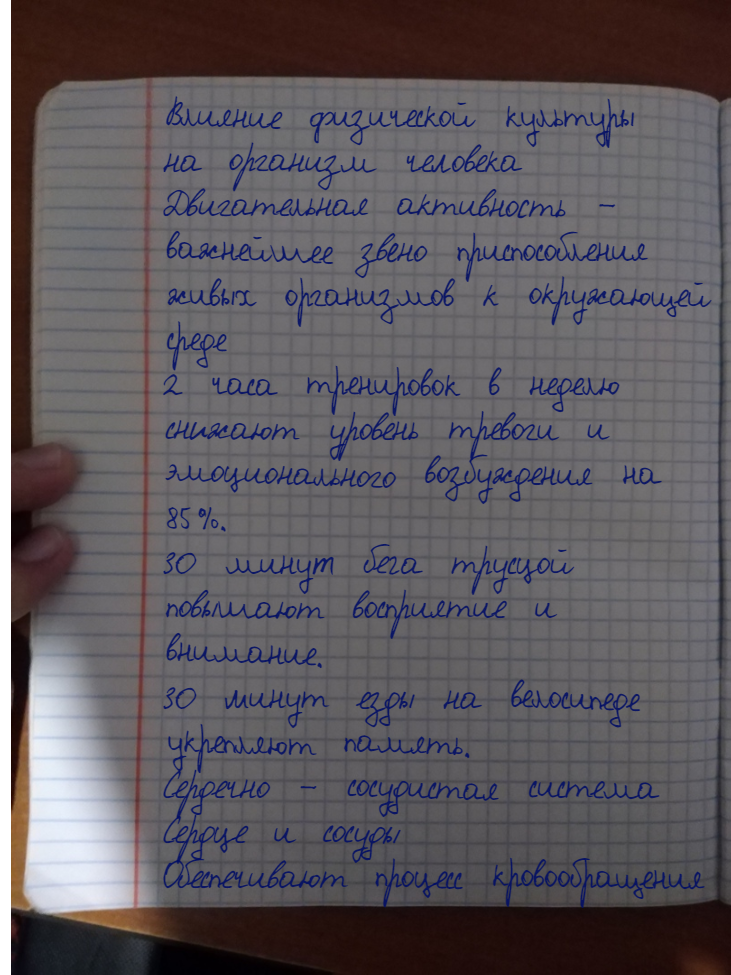 Влияние физической культуры
на организм человека
Двигательная активность –
важнейшее звено приспособления
живых организмов к окружающей
среде
2 часа тренировок в неделю
снижают уровень тревоги и
эмоционального возбуждения на
85%.
30 минут бега трусцой
повышают восприятие и
внимание.
30 минут езды на велосипеде
укрепляют память.
Сердечно – сосудистая система
Сердце и сосуды
Обеспечивают процесс кровообращения